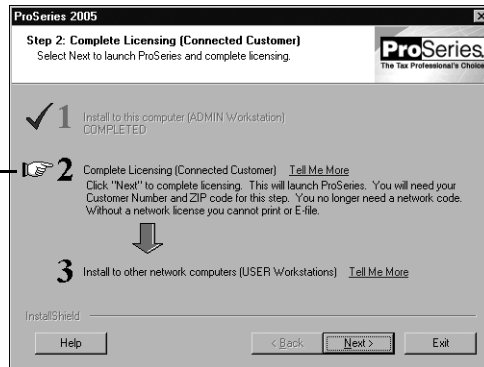 ProSeries 2005
Step 2: Complete Licensing (Connected Customer)
Select Next to launch ProSeries and complete licensing.
ProSeries
The Tax Professional's Choice
1
Install to this computer (ADMIN Workstation)
COMPLETED
2
Complete Licensing (Connected Customer) Tell Me More
Click "Next" to complete licensing. This will launch ProSeries. You will need your
Customer Number and ZIP code for this step. You no longer need a network code.
Without a network license you cannot print or E-file.
3
Install to other network computers (USER Workstations) Tell Me More
InstallShield
Help
< Back
Next >
Exit